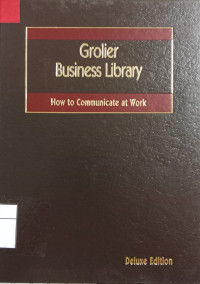 Grolier
Business Library
How to Communicate at Work
Deluxe Edition